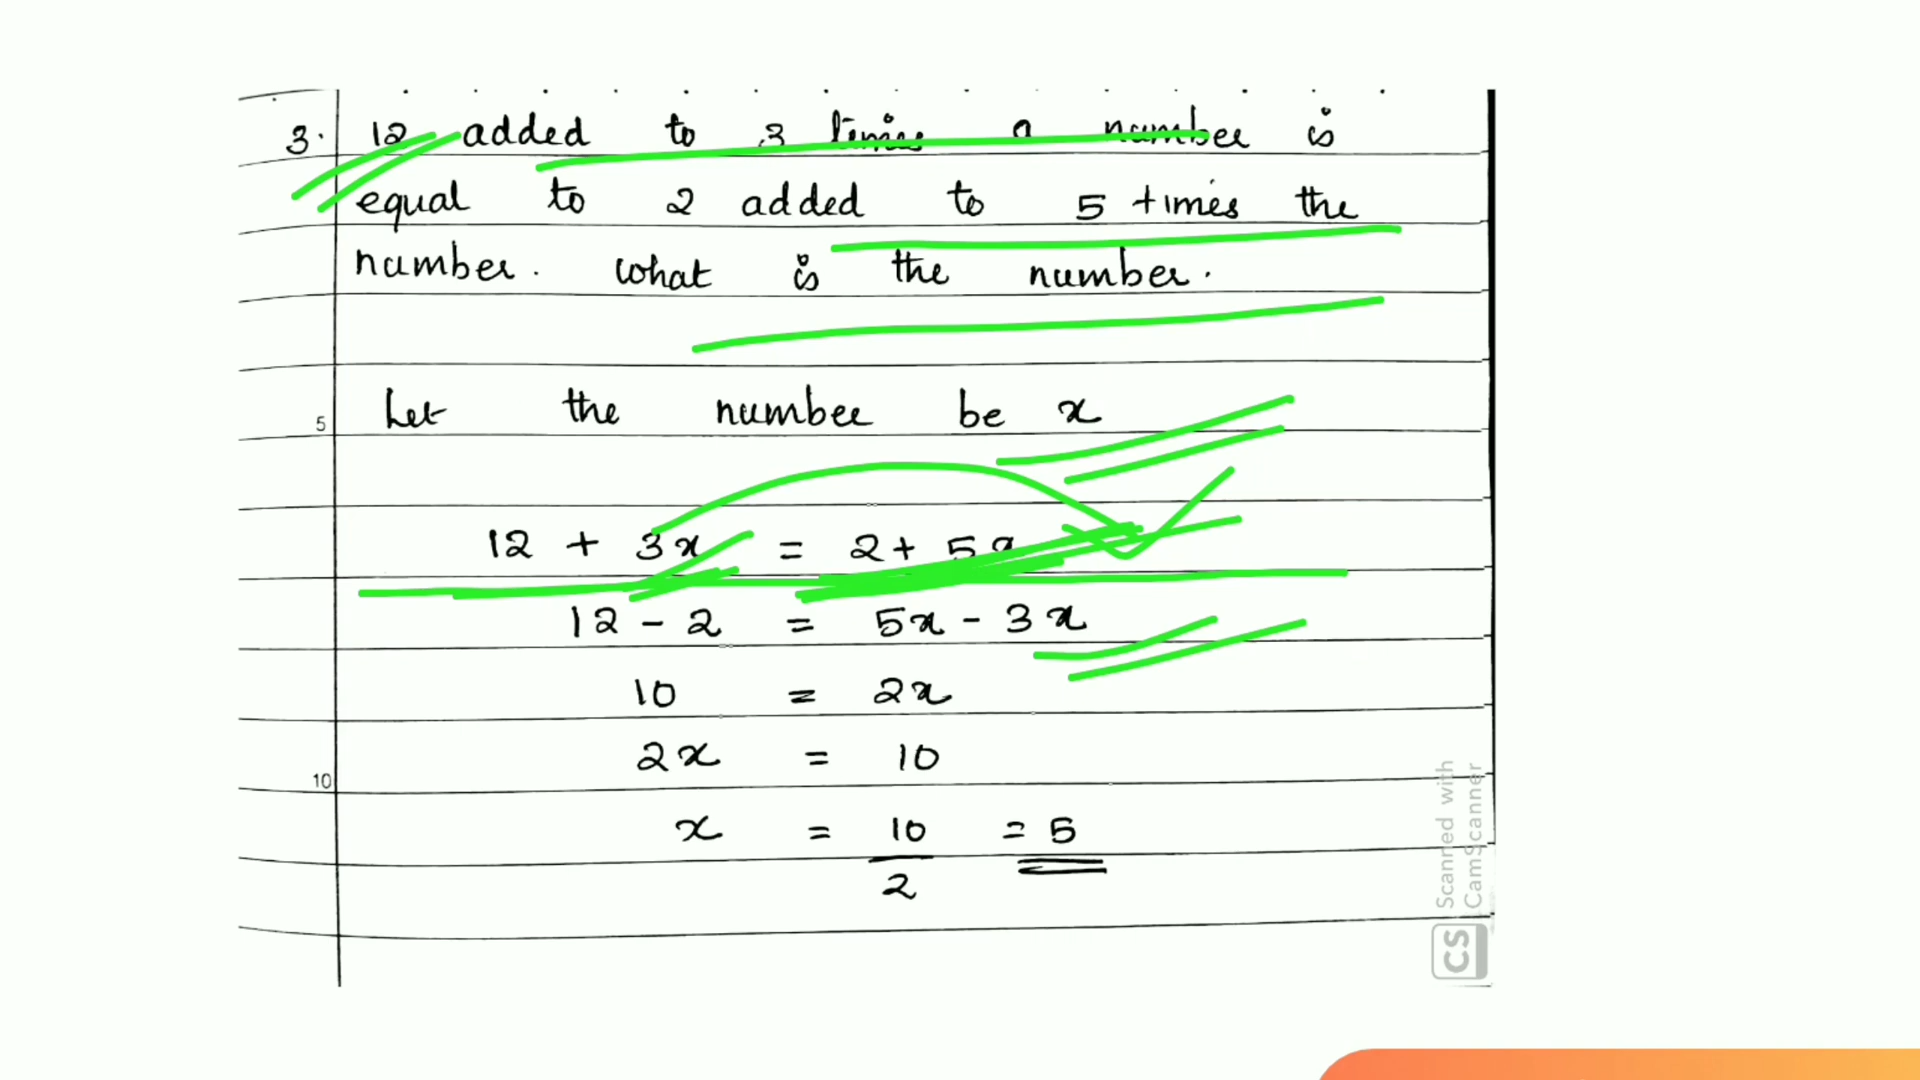 3. 12 added to 3 times a number is
equal to 2 added to 5 times the
number. what is the number.
5 Let the number be x
12 + 3x = 2 + 5x
12 - 2 = 5x - 3x
10 = 2x
10 2x = 10
x = 10/2 = 5
Scanned with
CamScanner
CS